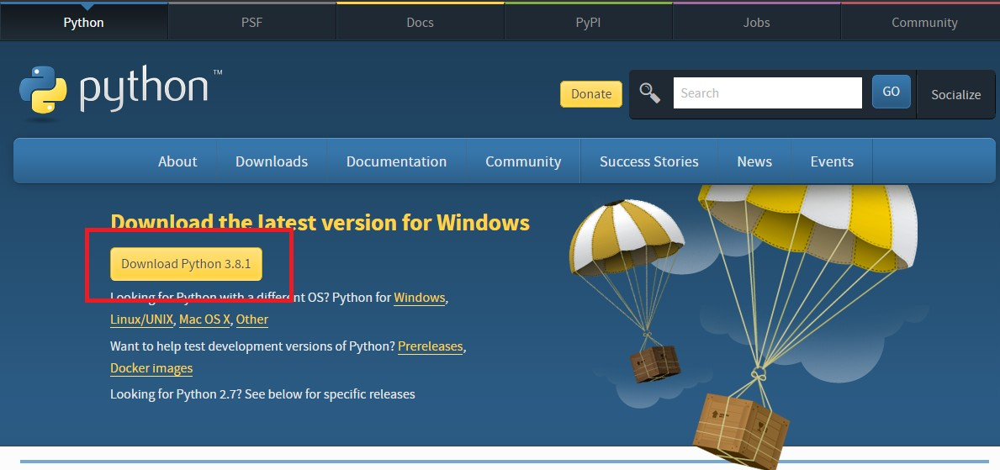 Python
PSF
Docs
PyPI
Jobs
Community
python™
Donate
Search
GO
Socialize
About
Downloads
Documentation
Community
Success Stories
News
Events
Download the latest version for Windows
Download Python 3.8.1
Looking for Python with a different OS? Python for Windows,
Linux/UNIX, Mac OS X, Other
Want to help test development versions of Python? Prereleases,
Docker images
Looking for Python 2.7? See below for specific releases